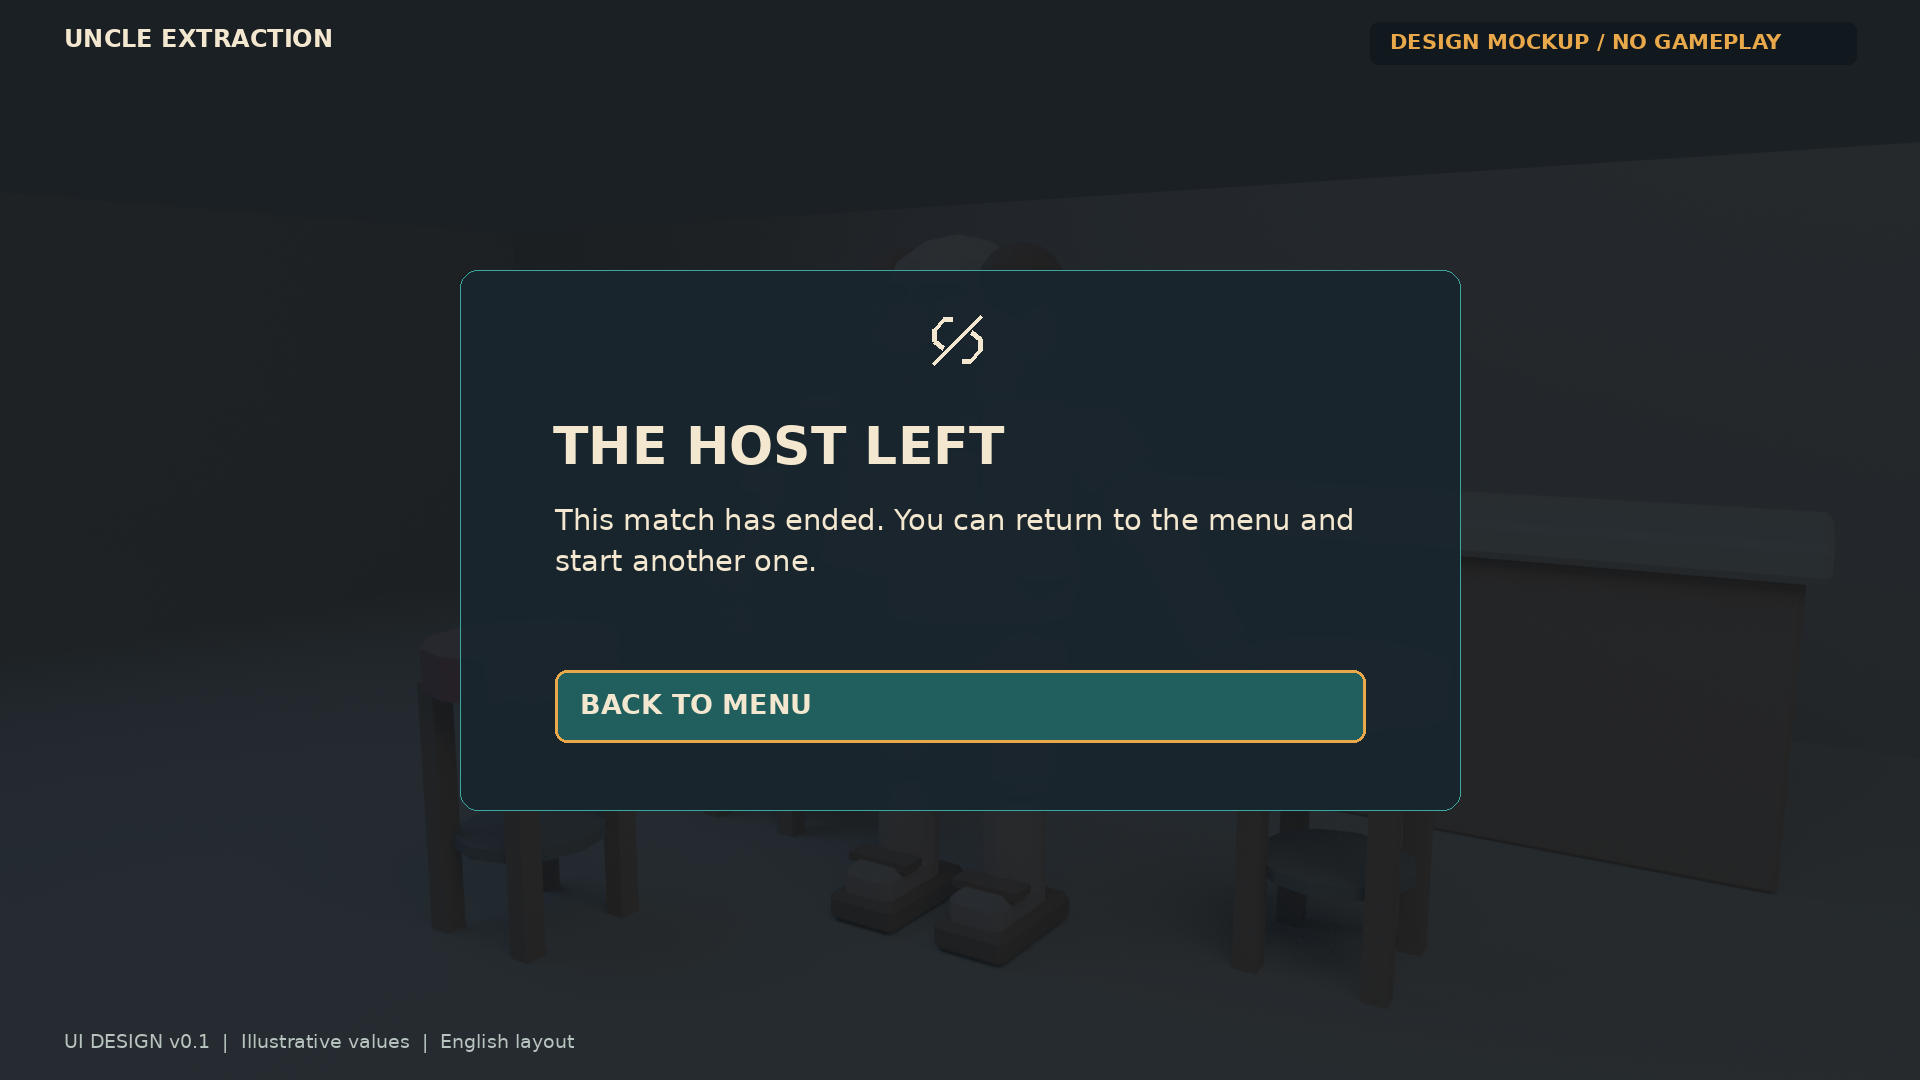 UNCLE EXTRACTION
DESIGN MOCKUP / NO GAMEPLAY
THE HOST LEFT
This match has ended. You can return to the menu and
start another one.
BACK TO MENU
UI DESIGN v0.1 | Illustrative values | English layout